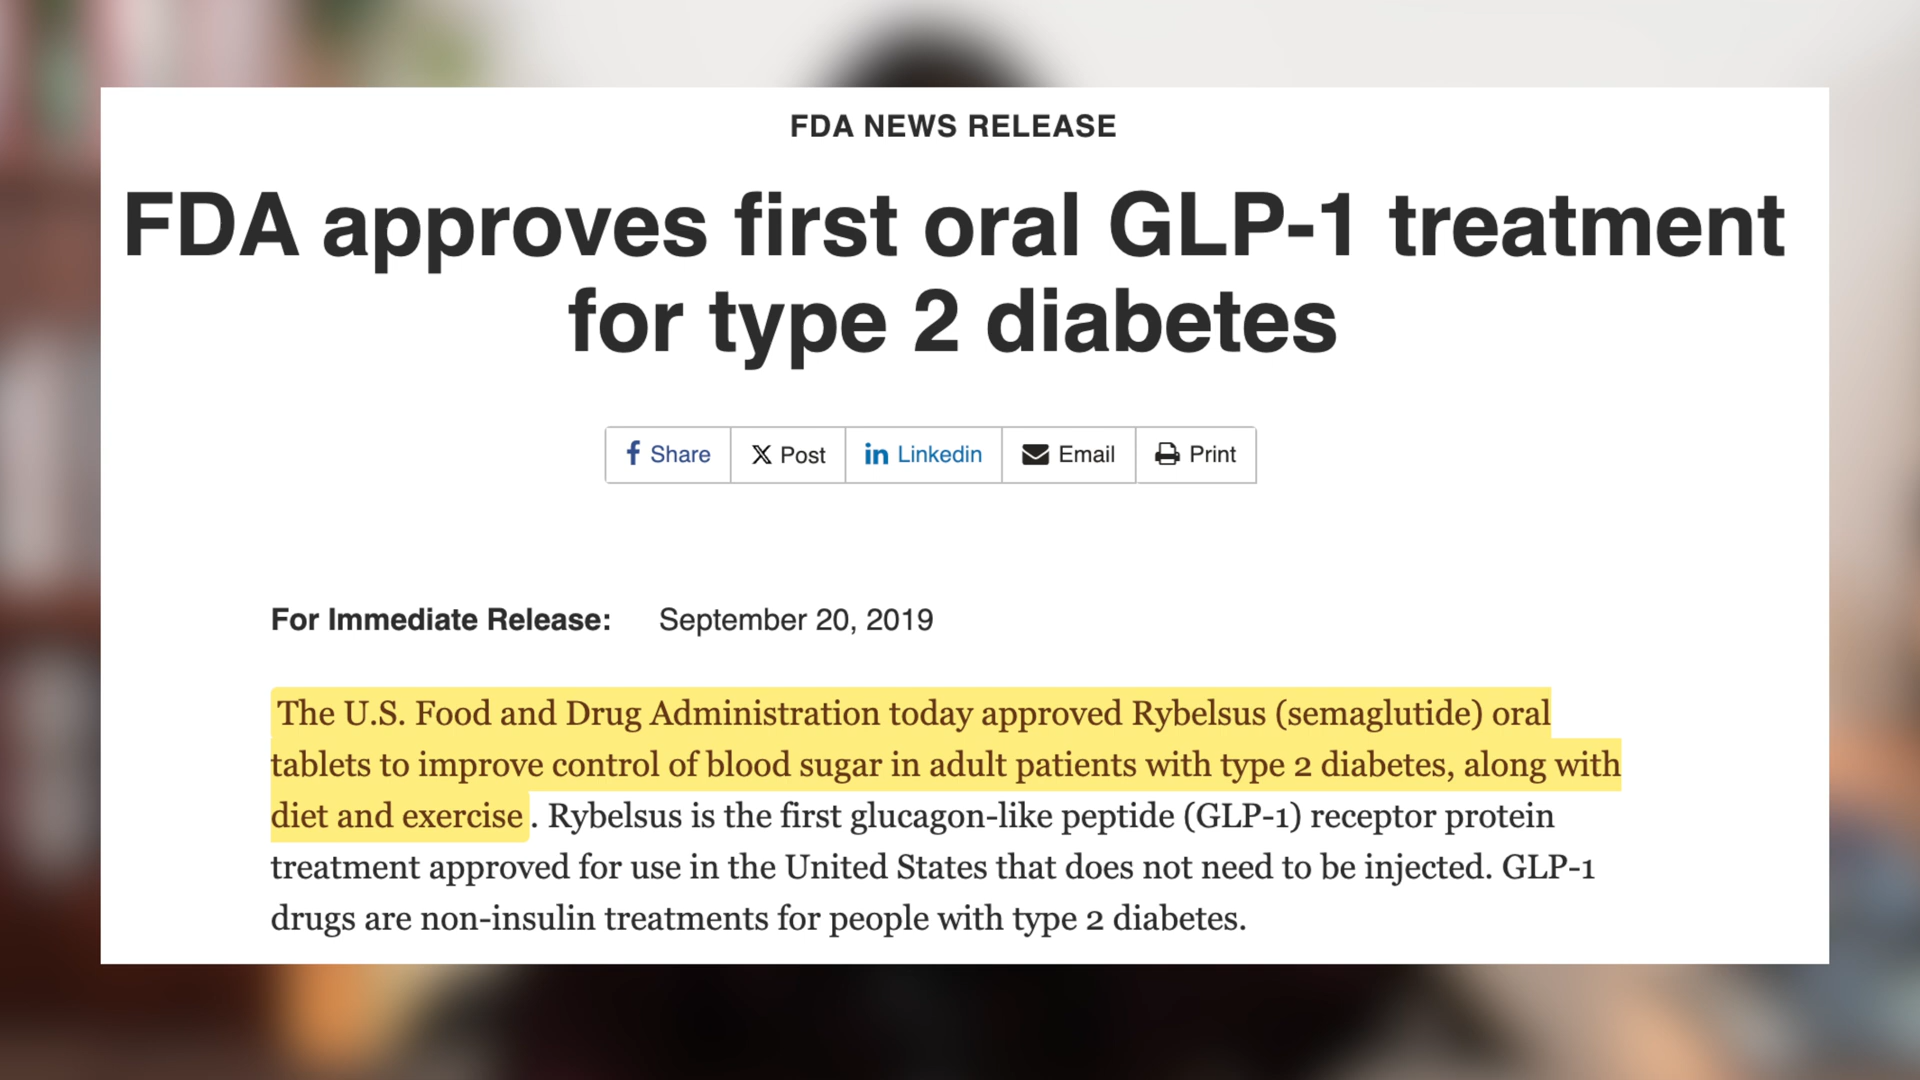 FDA NEWS RELEASE
FDA approves first oral GLP-1 treatment
for type 2 diabetes
f Share X Post in Linkedin Email Print
For Immediate Release: September 20, 2019
The U.S. Food and Drug Administration today approved Rybelsus (semaglutide) oral
tablets to improve control of blood sugar in adult patients with type 2 diabetes, along with
diet and exercise. Rybelsus is the first glucagon-like peptide (GLP-1) receptor protein
treatment approved for use in the United States that does not need to be injected. GLP-1
drugs are non-insulin treatments for people with type 2 diabetes.